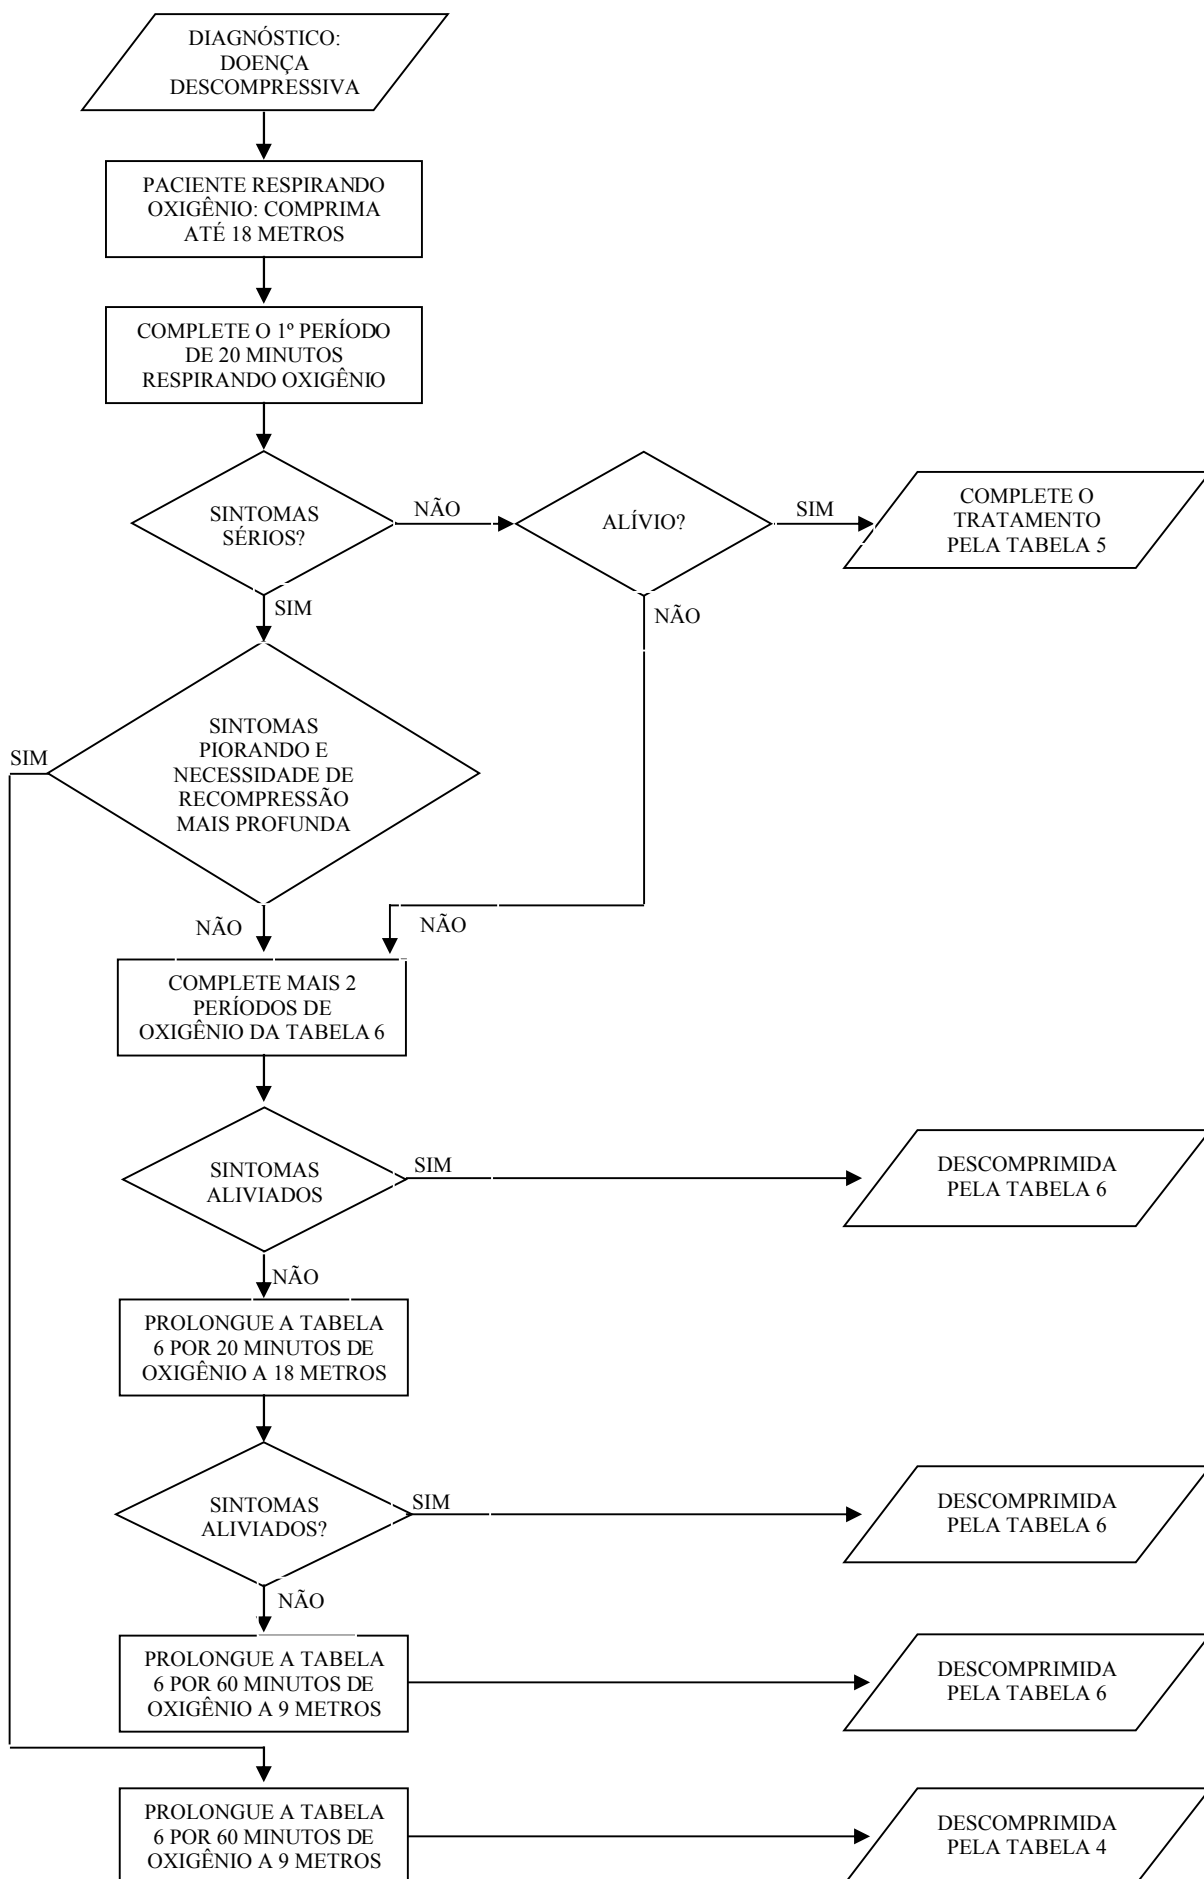 DIAGNÓSTICO:
DOENÇA
DESCOMPRESSIVA
PACIENTE RESPIRANDO
OXIGÊNIO: COMPRIMA
ATÉ 18 METROS
COMPLETE O 1º PERÍODO
DE 20 MINUTOS
RESPIRANDO OXIGÊNIO
SINTOMAS
SÉRIOS?
NÃO
ALÍVIO?
SIM
COMPLETE O
TRATAMENTO
PELA TABELA 5
SIM
NÃO
SIM
SINTOMAS
PIORANDO E
NECESSIDADE DE
RECOMPRESSÃO
MAIS PROFUNDA
NÃO
NÃO
COMPLETE MAIS 2
PERÍODOS DE
OXIGÊNIO DA TABELA 6
SINTOMAS
ALIVIADOS
SIM
DESCOMPRIMIDA
PELA TABELA 6
NÃO
PROLONGUE A TABELA
6 POR 20 MINUTOS DE
OXIGÊNIO A 18 METROS
SINTOMAS
ALIVIADOS?
SIM
DESCOMPRIMIDA
PELA TABELA 6
NÃO
PROLONGUE A TABELA
6 POR 60 MINUTOS DE
OXIGÊNIO A 9 METROS
DESCOMPRIMIDA
PELA TABELA 6
PROLONGUE A TABELA
6 POR 60 MINUTOS DE
OXIGÊNIO A 9 METROS
DESCOMPRIMIDA
PELA TABELA 4